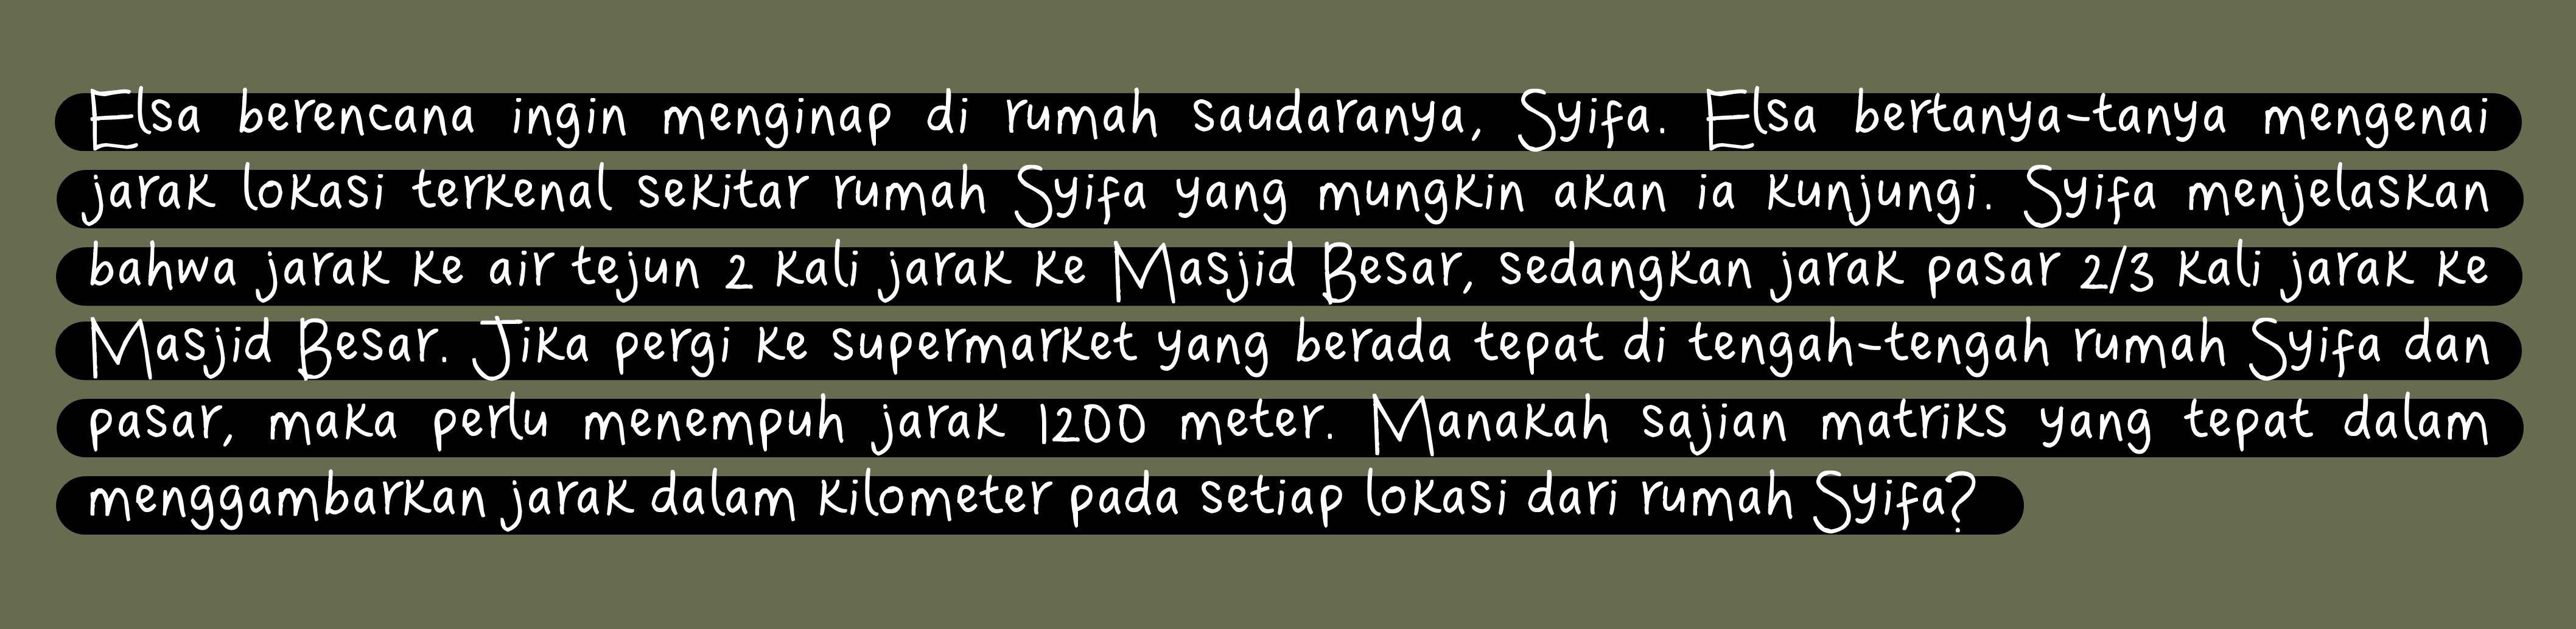 Elsa berencana ingin menginap di rumah saudaranya, Syifa. Elsa bertanya-tanya mengenai
jarak lokasi terkenal sekitar rumah Syifa yang mungkin akan ia kunjungi. Syifa menjelaskan
bahwa jarak ke air tejun 2 kali jarak ke Masjid Besar, sedangkan jarak pasar 2/3 kali jarak ke
Masjid Besar. Jika pergi ke supermarket yang berada tepat di tengah-tengah rumah Syifa dan
pasar, maka perlu menempuh jarak 1200 meter. Manakah sajian matriks yang tepat dalam
menggambarkan jarak dalam kilometer pada setiap lokasi dari rumah Syifa?